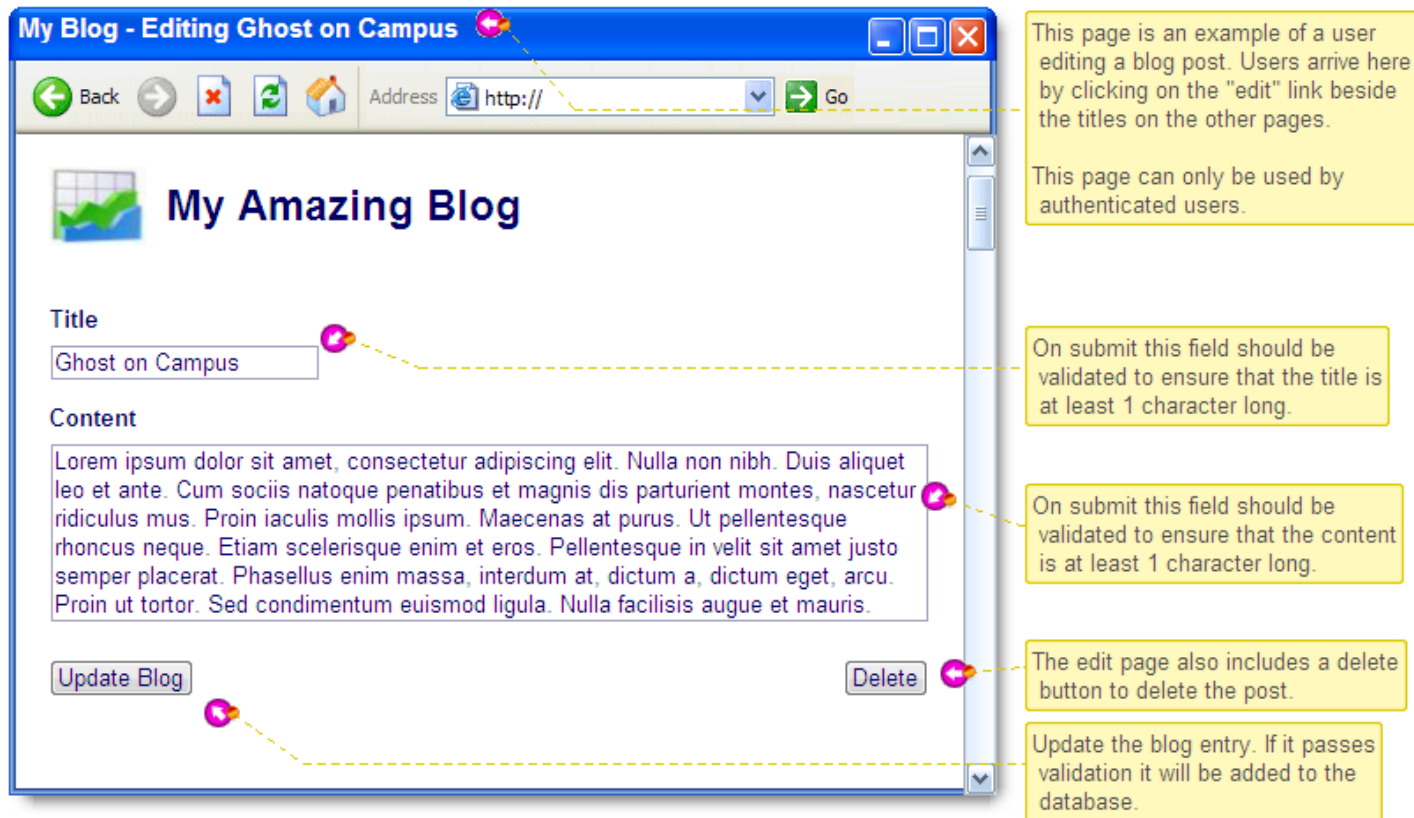 My Blog - Editing Ghost on Campus
Back
Address
http://
Go
My Amazing Blog
Title
Ghost on Campus
Content
Lorem ipsum dolor sit amet, consectetur adipiscing elit. Nulla non nibh. Duis aliquet
leo et ante. Cum sociis natoque penatibus et magnis dis parturient montes, nascetur
ridiculus mus. Proin iaculis mollis ipsum. Maecenas at purus. Ut pellentesque
rhoncus neque. Etiam scelerisque enim et eros. Pellentesque in velit sit amet justo
semper placerat. Phasellus enim massa, interdum at, dictum a, dictum eget, arcu.
Proin ut tortor. Sed condimentum euismod ligula. Nulla facilisis augue et mauris.
Update Blog
Delete
This page is an example of a user
editing a blog post. Users arrive here
by clicking on the "edit" link beside
the titles on the other pages.
This page can only be used by
authenticated users.
On submit this field should be
validated to ensure that the title is
at least 1 character long.
On submit this field should be
validated to ensure that the content
is at least 1 character long.
The edit page also includes a delete
button to delete the post.
Update the blog entry. If it passes
validation it will be added to the
database.